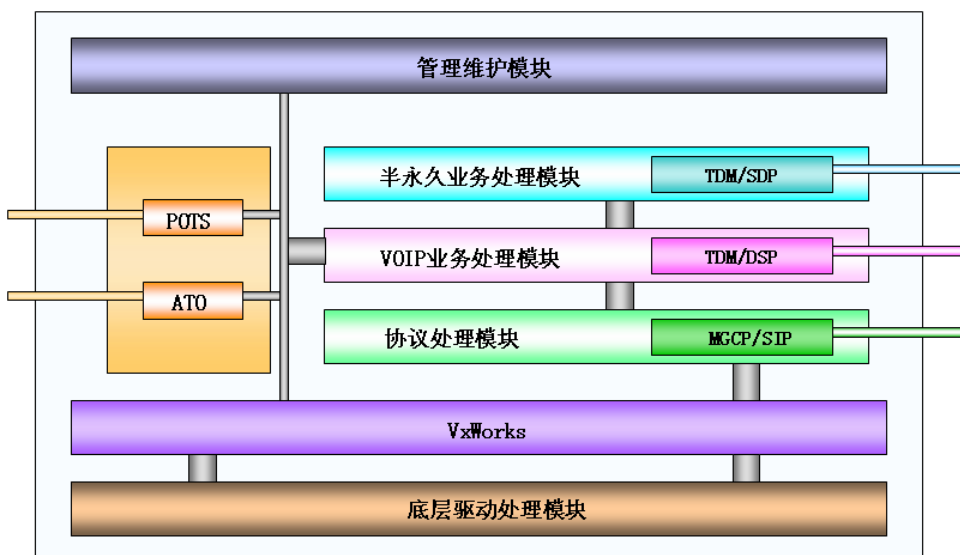 管理维护模块
半永久业务处理模块
TDM/SDP
POTS
VOIP业务处理模块
TDM/DSP
ATO
协议处理模块
MGCP/SIP
VxWorks
底层驱动处理模块